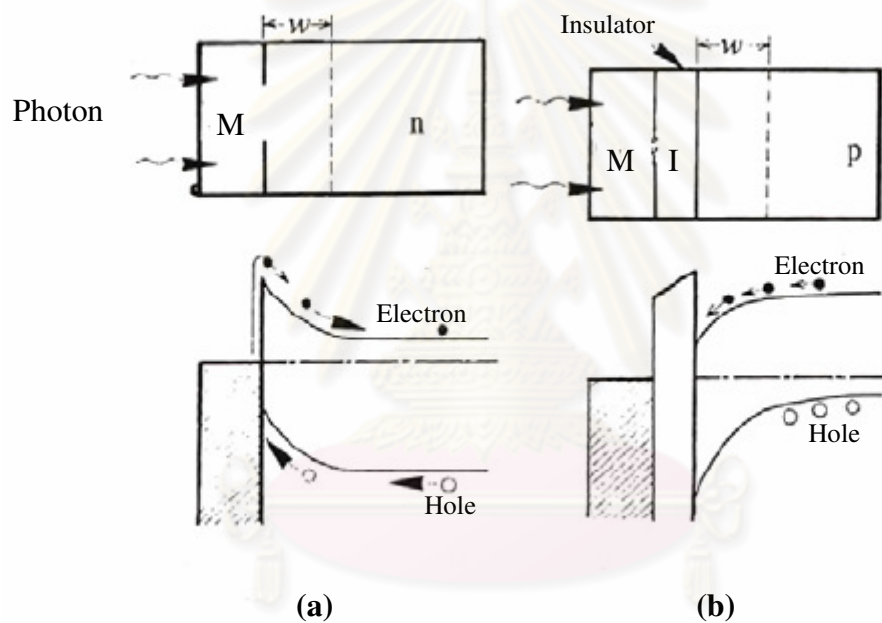 w
Photon
M
n
Insulator
w
M
I
p
Electron
Hole
Electron
Hole
(a)
(b)